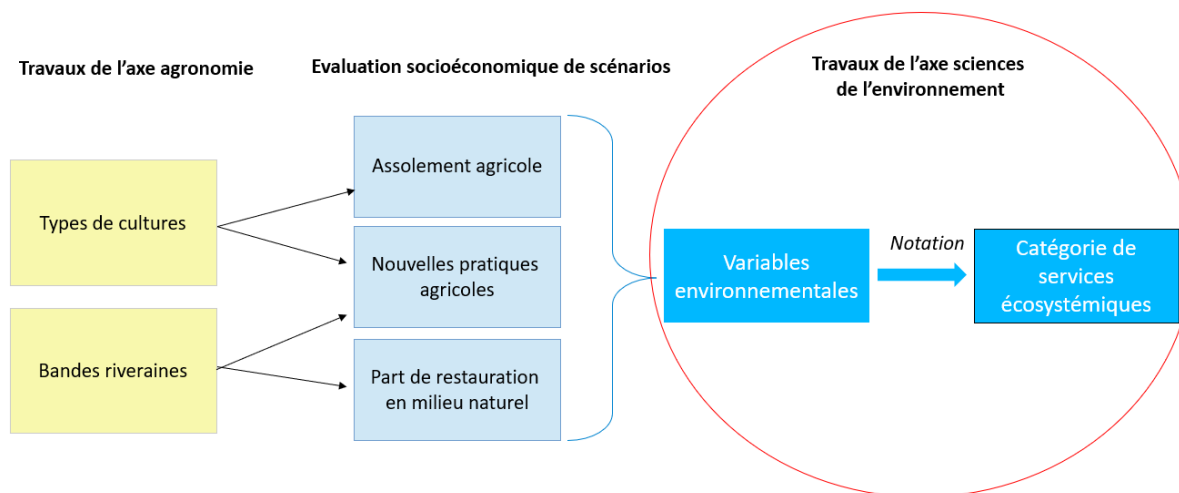 Travaux de l’axe agronomie
Evaluation socioéconomique de scénarios
Travaux de l’axe sciences
de l’environnement
Types de cultures
Bandes riveraines
Assolement agricole
Nouvelles pratiques
agricoles
Part de restauration
en milieu naturel
Variables
environnementales
Notation
Catégorie de
services
écosystémiques